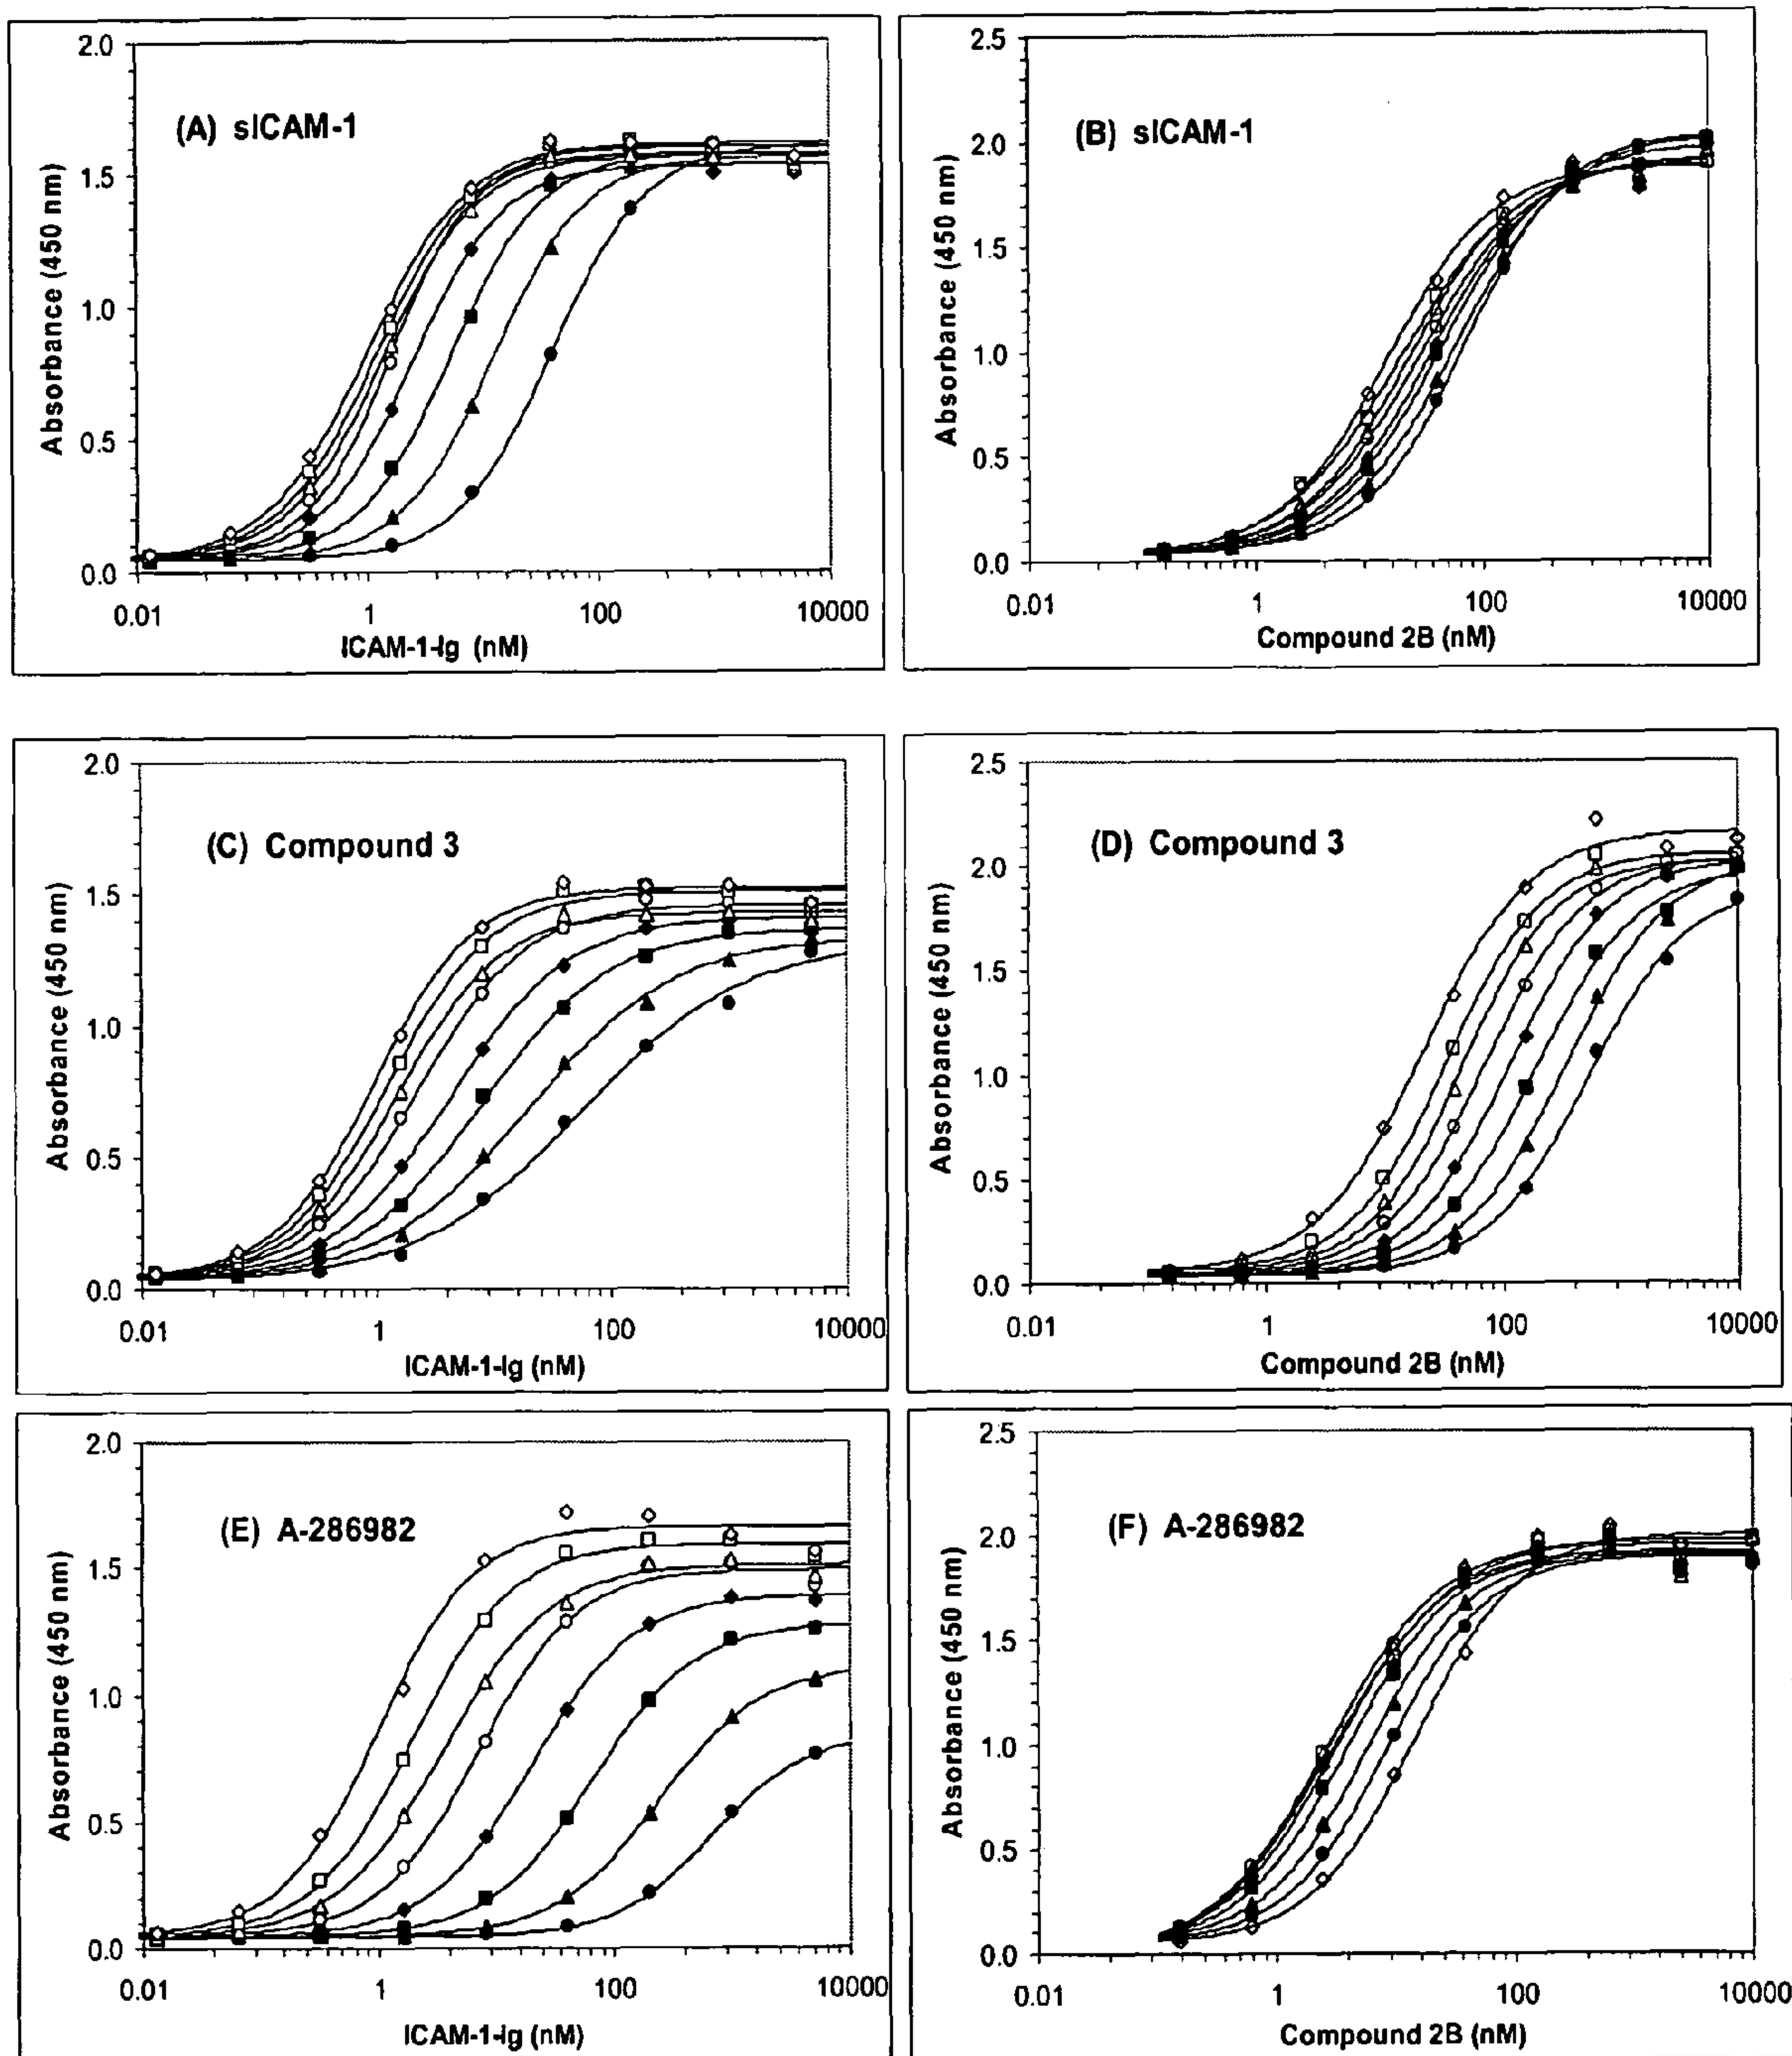 2.0
1.5
1.0
0.5
0.0
Absorbance (450 nm)
(A) sICAM-1
0.01 1 100 10000
ICAM-1-Ig (nM)
2.5
2.0
1.5
1.0
0.5
0.0
Absorbance (450 nm)
(B) sICAM-1
0.01 1 100 10000
Compound 2B (nM)
2.0
1.5
1.0
0.5
0.0
Absorbance (450 nm)
(C) Compound 3
0.01 1 100 10000
ICAM-1-Ig (nM)
2.5
2.0
1.5
1.0
0.5
0.0
Absorbance (450 nm)
(D) Compound 3
0.01 1 100 10000
Compound 2B (nM)
2.0
1.5
1.0
0.5
0.0
Absorbance (450 nm)
(E) A-286982
0.01 1 100 10000
ICAM-1-Ig (nM)
2.5
2.0
1.5
1.0
0.5
0.0
Absorbance (450 nm)
(F) A-286982
0.01 1 100 10000
Compound 2B (nM)